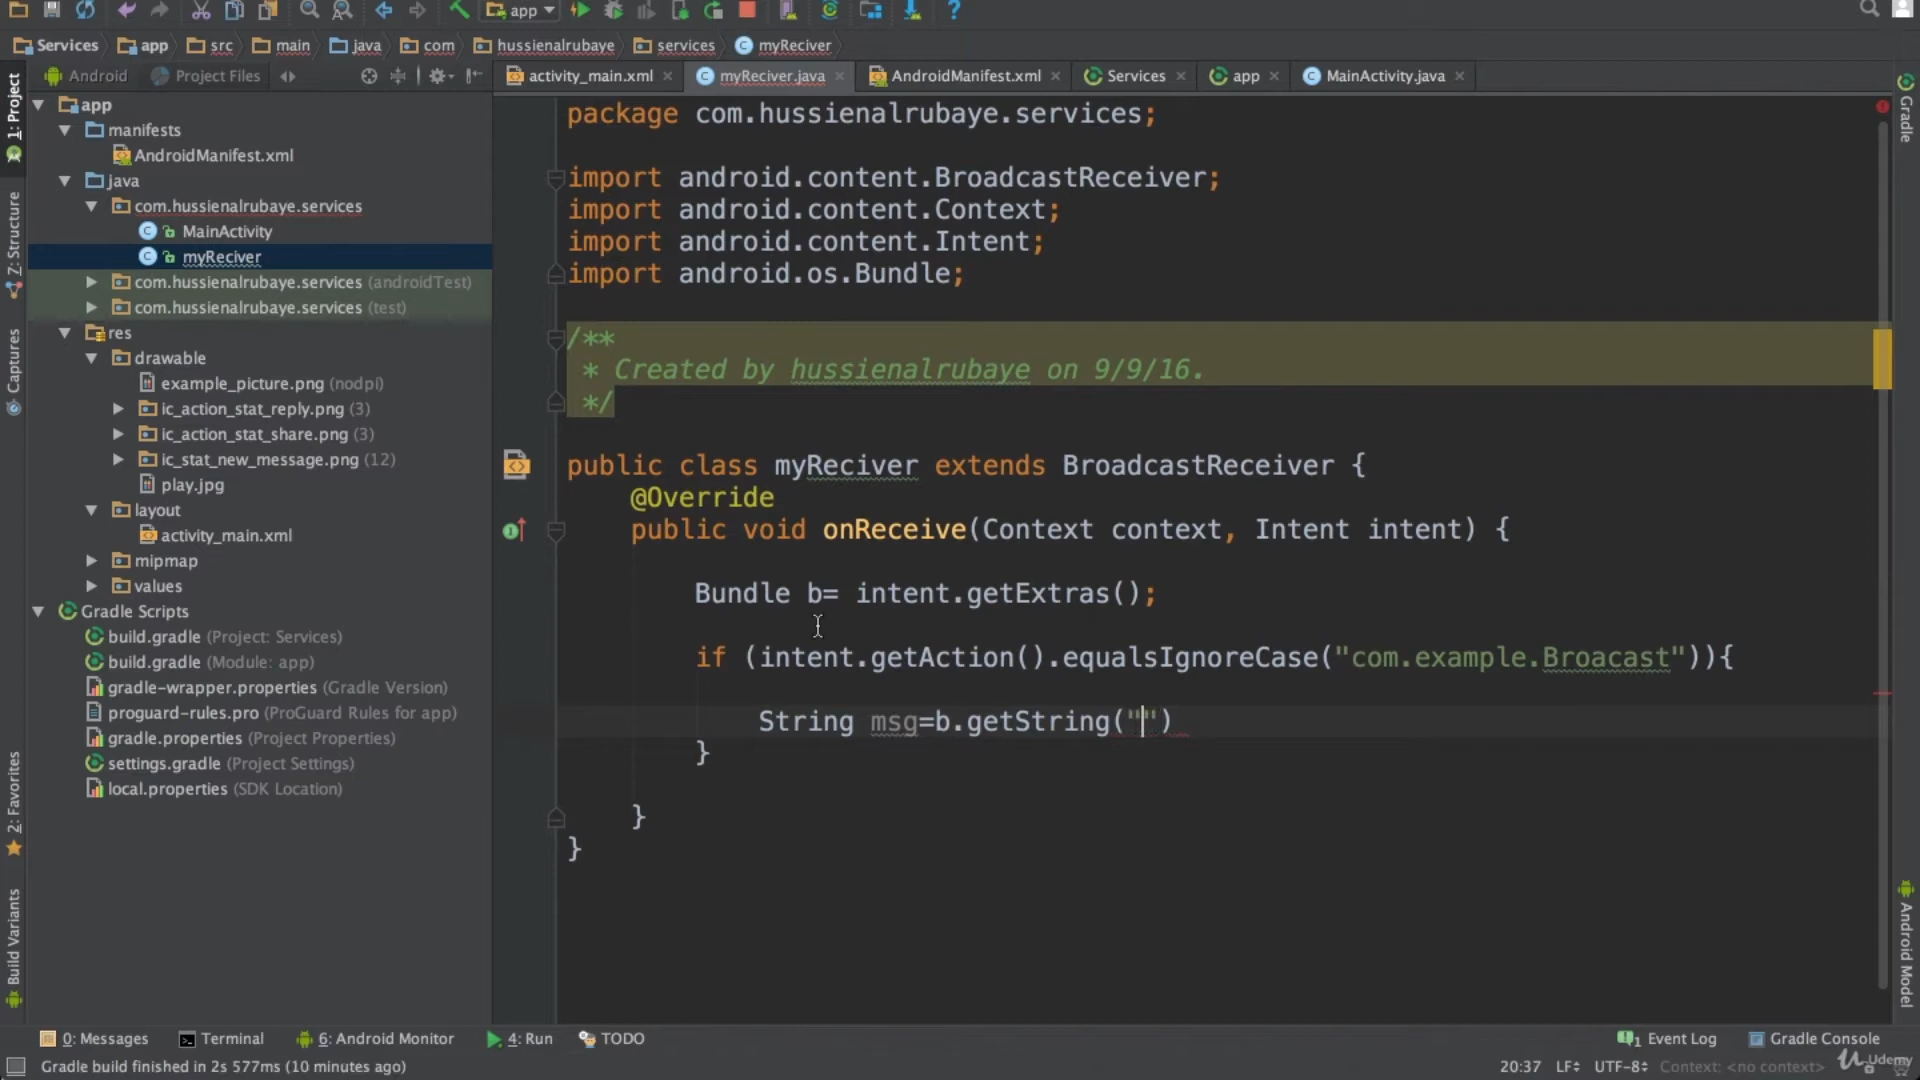 app
Services app src main java com hussienalrubaye services myReciver
1: Project
Z: Structure
Captures
2: Favorites
Build Variants
Android Project Files
activity_main.xml myReciver.java AndroidManifest.xml Services app MainActivity.java
app
manifests
AndroidManifest.xml
java
com.hussienalrubaye.services
MainActivity
myReciver
com.hussienalrubaye.services (androidTest)
com.hussienalrubaye.services (test)
res
drawable
example_picture.png (nodpi)
ic_action_stat_reply.png (3)
ic_action_stat_share.png (3)
ic_stat_new_message.png (12)
play.jpg
layout
activity_main.xml
mipmap
values
Gradle Scripts
build.gradle (Project: Services)
build.gradle (Module: app)
gradle-wrapper.properties (Gradle Version)
proguard-rules.pro (ProGuard Rules for app)
gradle.properties (Project Properties)
settings.gradle (Project Settings)
local.properties (SDK Location)
package com.hussienalrubaye.services;
import android.content.BroadcastReceiver;
import android.content.Context;
import android.content.Intent;
import android.os.Bundle;
/**
* Created by hussienalrubaye on 9/9/16.
*/
public class myReciver extends BroadcastReceiver {
@Override
public void onReceive(Context context, Intent intent) {
Bundle b= intent.getExtras();
if (intent.getAction().equalsIgnoreCase("com.example.Broacast")){
String msg=b.getString("")
}
}
}
Gradle
Android Model
0: Messages Terminal 6: Android Monitor 4: Run TODO 1 Event Log Gradle Console
Gradle build finished in 2s 577ms (10 minutes ago) 20:37 LF UTF-8 Context: <no context>
Udemy